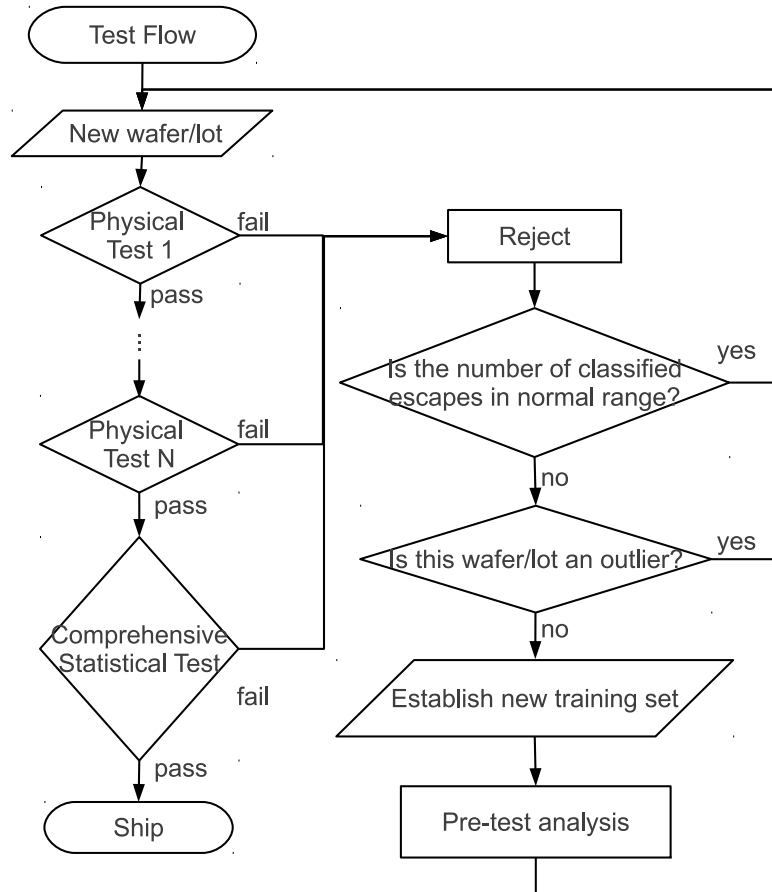 Test Flow
New wafer/lot
Physical
Test 1
fail
pass
...
Physical
Test N
fail
pass
Comprehensive
Statistical Test
fail
pass
Ship
Reject
Is the number of classified
escapes in normal range?
yes
no
Is this wafer/lot an outlier?
yes
no
Establish new training set
Pre-test analysis